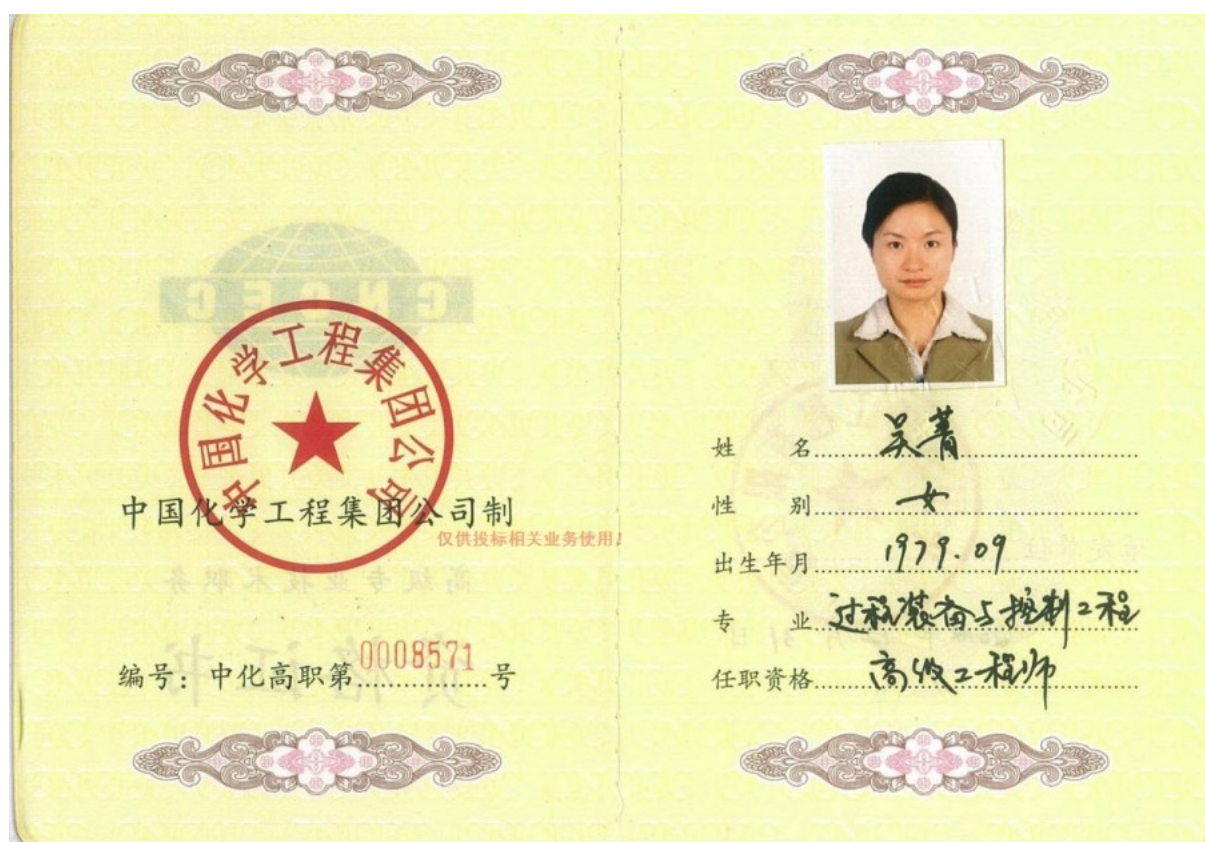 中国化学工程集团公司
中国化学工程集团公司制
仅供投标相关业务使用
编号：中化高职第0008571号
姓名 吴菁
性别 女
出生年月 1979.09
专业 过程装备与控制工程
任职资格 高级工程师